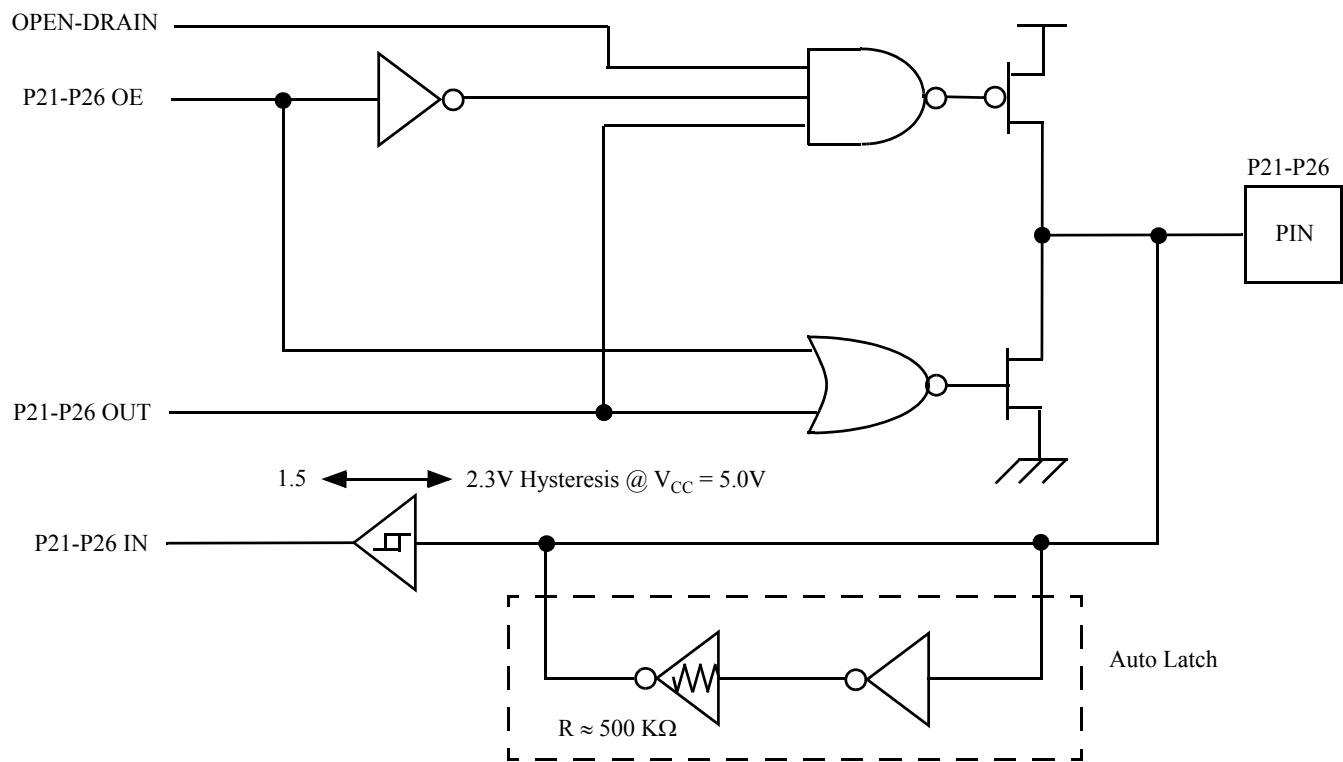 OPEN-DRAIN
P21-P26 OE
P21-P26
PIN
P21-P26 OUT
1.5
2.3V Hysteresis @ VCC = 5.0V
P21-P26 IN
Auto Latch
R ≈ 500 KΩ